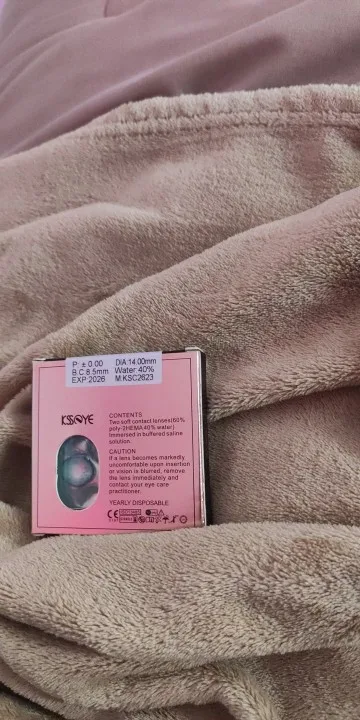 P: ± 0.00 DIA:14.00mm
B.C:8.5mm Water:40%
EXP:2026 M:KSC2623
KSSEYE
CONTENTS
Two soft contact lenses(60%
poly-2HEMA.40% water)
Immersed in buffered saline
solution.
CAUTION
If a lens becomes markedly
uncomfortable upon insertion
or vision is blurred, remove
the lens immediately and
contact your eye care
practitioner.
YEARLY DISPOSABLE
CE